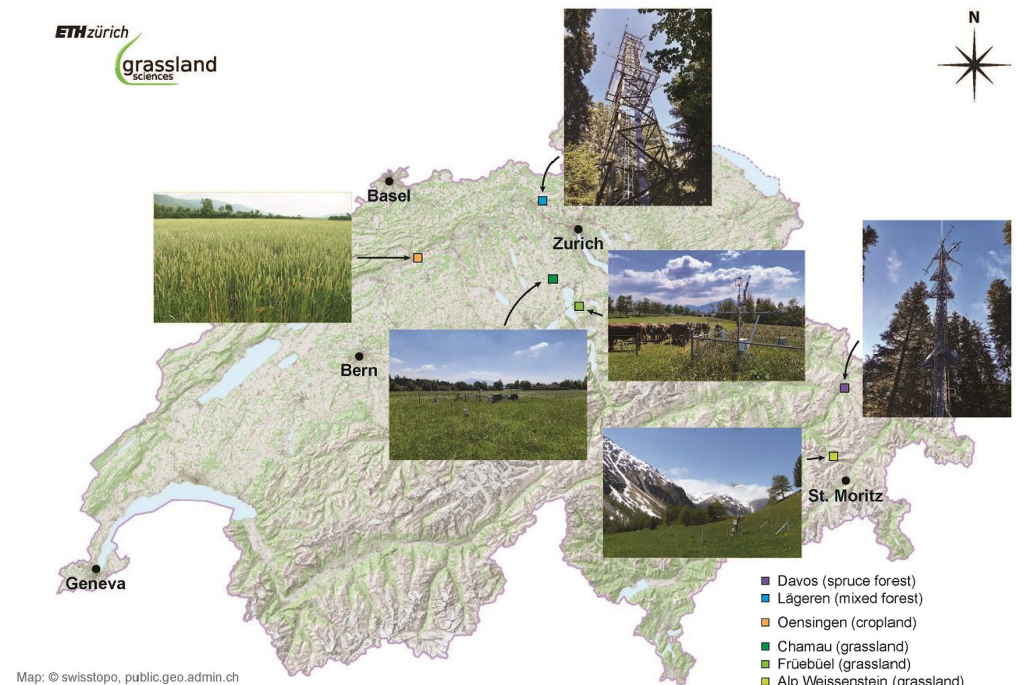 ETH zürich
grassland
sciences
N
Basel
Zurich
Bern
St. Moritz
Geneva
Davos (spruce forest)
Lägeren (mixed forest)
Oensingen (cropland)
Chamau (grassland)
Früebüel (grassland)
Alp Weissenstein (grassland)
Map: © swisstopo, public.geo.admin.ch